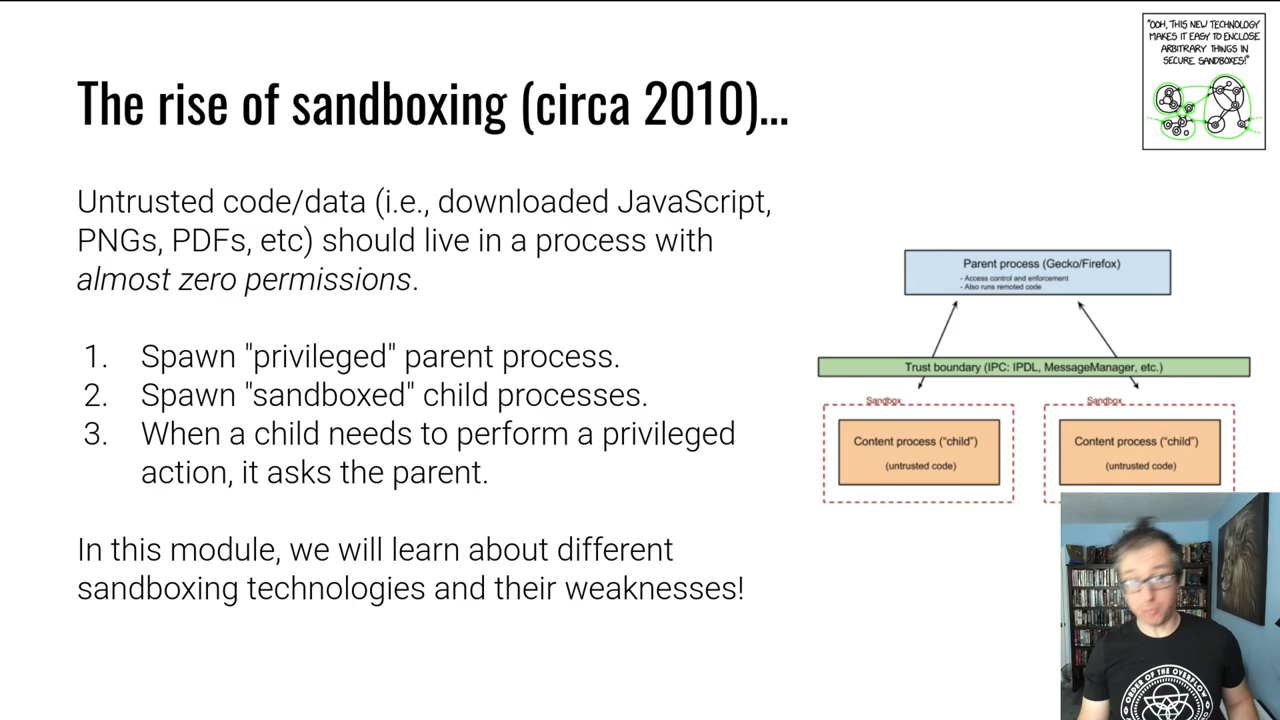 "OOH, THIS NEW TECHNOLOGY
MAKES IT EASY TO ENCLOSE
ARBITRARY THINGS IN
SECURE SANDBOXES!"
The rise of sandboxing (circa 2010)...
Untrusted code/data (i.e., downloaded JavaScript,
PNGs, PDFs, etc) should live in a process with
almost zero permissions.
1. Spawn "privileged" parent process.
2. Spawn "sandboxed" child processes.
3. When a child needs to perform a privileged
action, it asks the parent.
In this module, we will learn about different
sandboxing technologies and their weaknesses!
Parent process (Gecko/Firefox)
- Access control and enforcement
- Also runs remoted code
Trust boundary (IPC: IPDL, MessageManager, etc.)
Sandbox
Content process ("child")
(untrusted code)
Sandbox
Content process ("child")
(untrusted code)
ORDER OF THE OVERFLOW